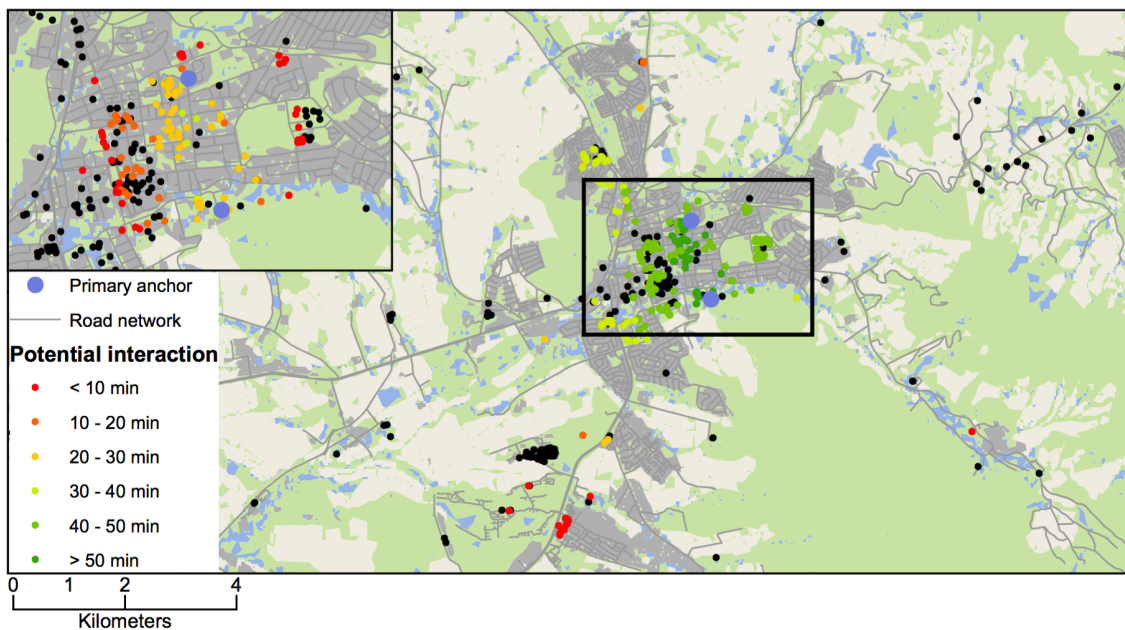 Primary anchor
Road network
Potential interaction
< 10 min
10 - 20 min
20 - 30 min
30 - 40 min
40 - 50 min
> 50 min
0 1 2 4
Kilometers